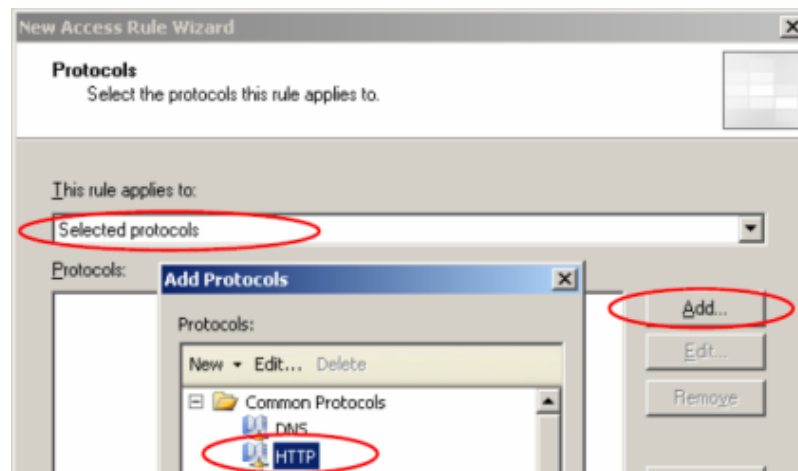 New Access Rule Wizard
Protocols
Select the protocols this rule applies to.
This rule applies to:
Selected protocols
Protocols:
Add Protocols
Add...
Protocols:
Edit...
New Edit... Delete
Remove
Common Protocols
DNS
HTTP